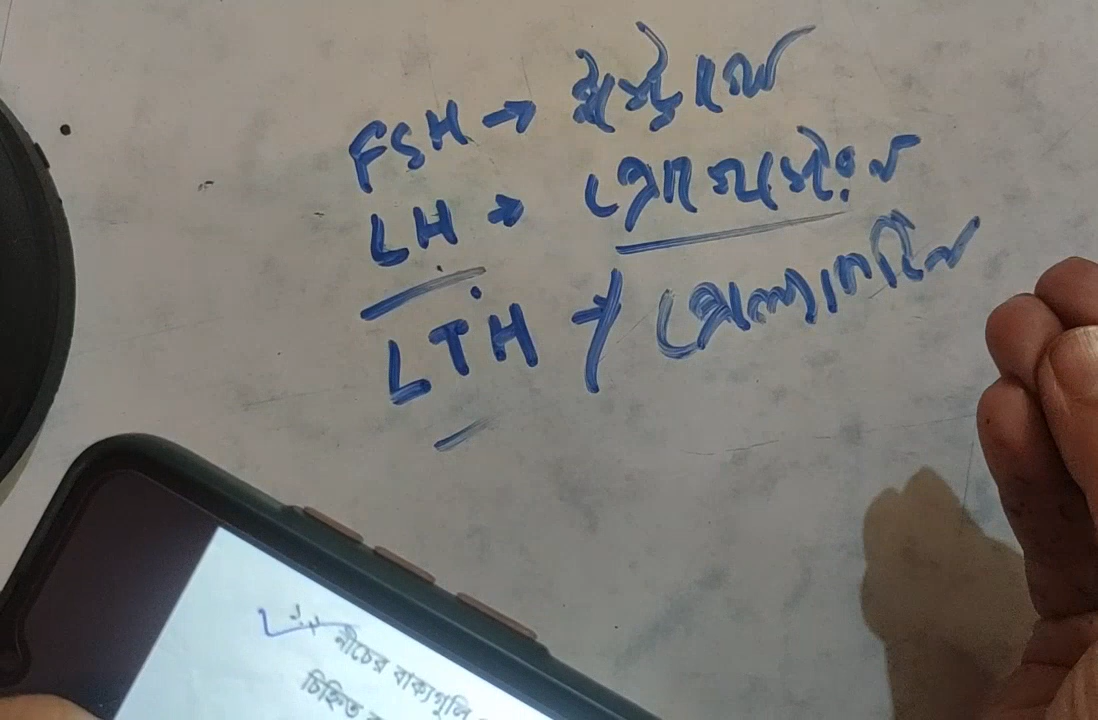 FSH → ইস্ট্রোজেন
LH → প্রোজেস্টেরন
LTH → প্রোল্যাকটিন
নীচের বাক্যগুলি
চিহ্নিত